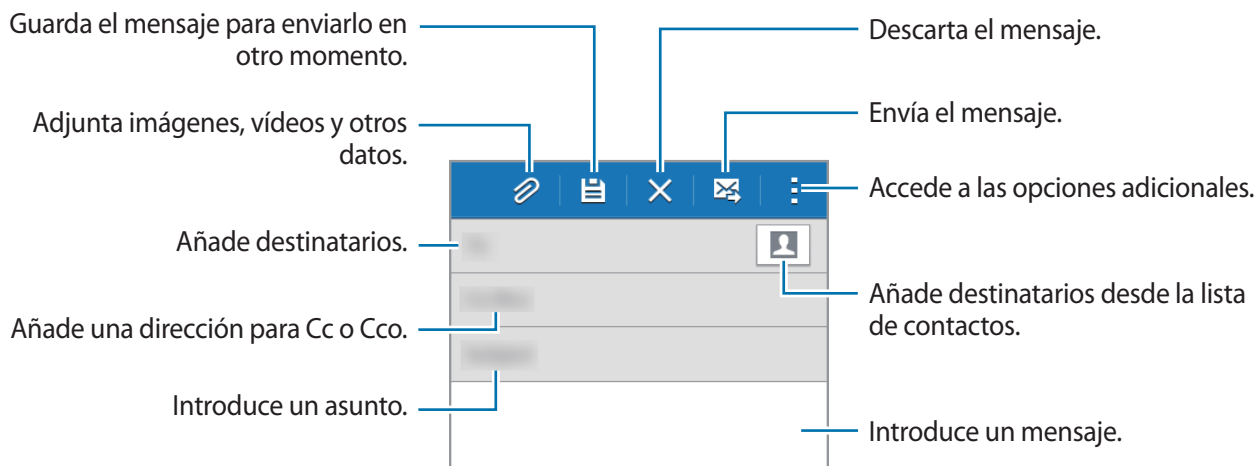 Guarda el mensaje para enviarlo en
otro momento.
Adjunta imágenes, vídeos y otros
datos.
Añade destinatarios.
Añade una dirección para Cc o Cco.
Introduce un asunto.
Descarta el mensaje.
Envía el mensaje.
Accede a las opciones adicionales.
Añade destinatarios desde la lista
de contactos.
Introduce un mensaje.